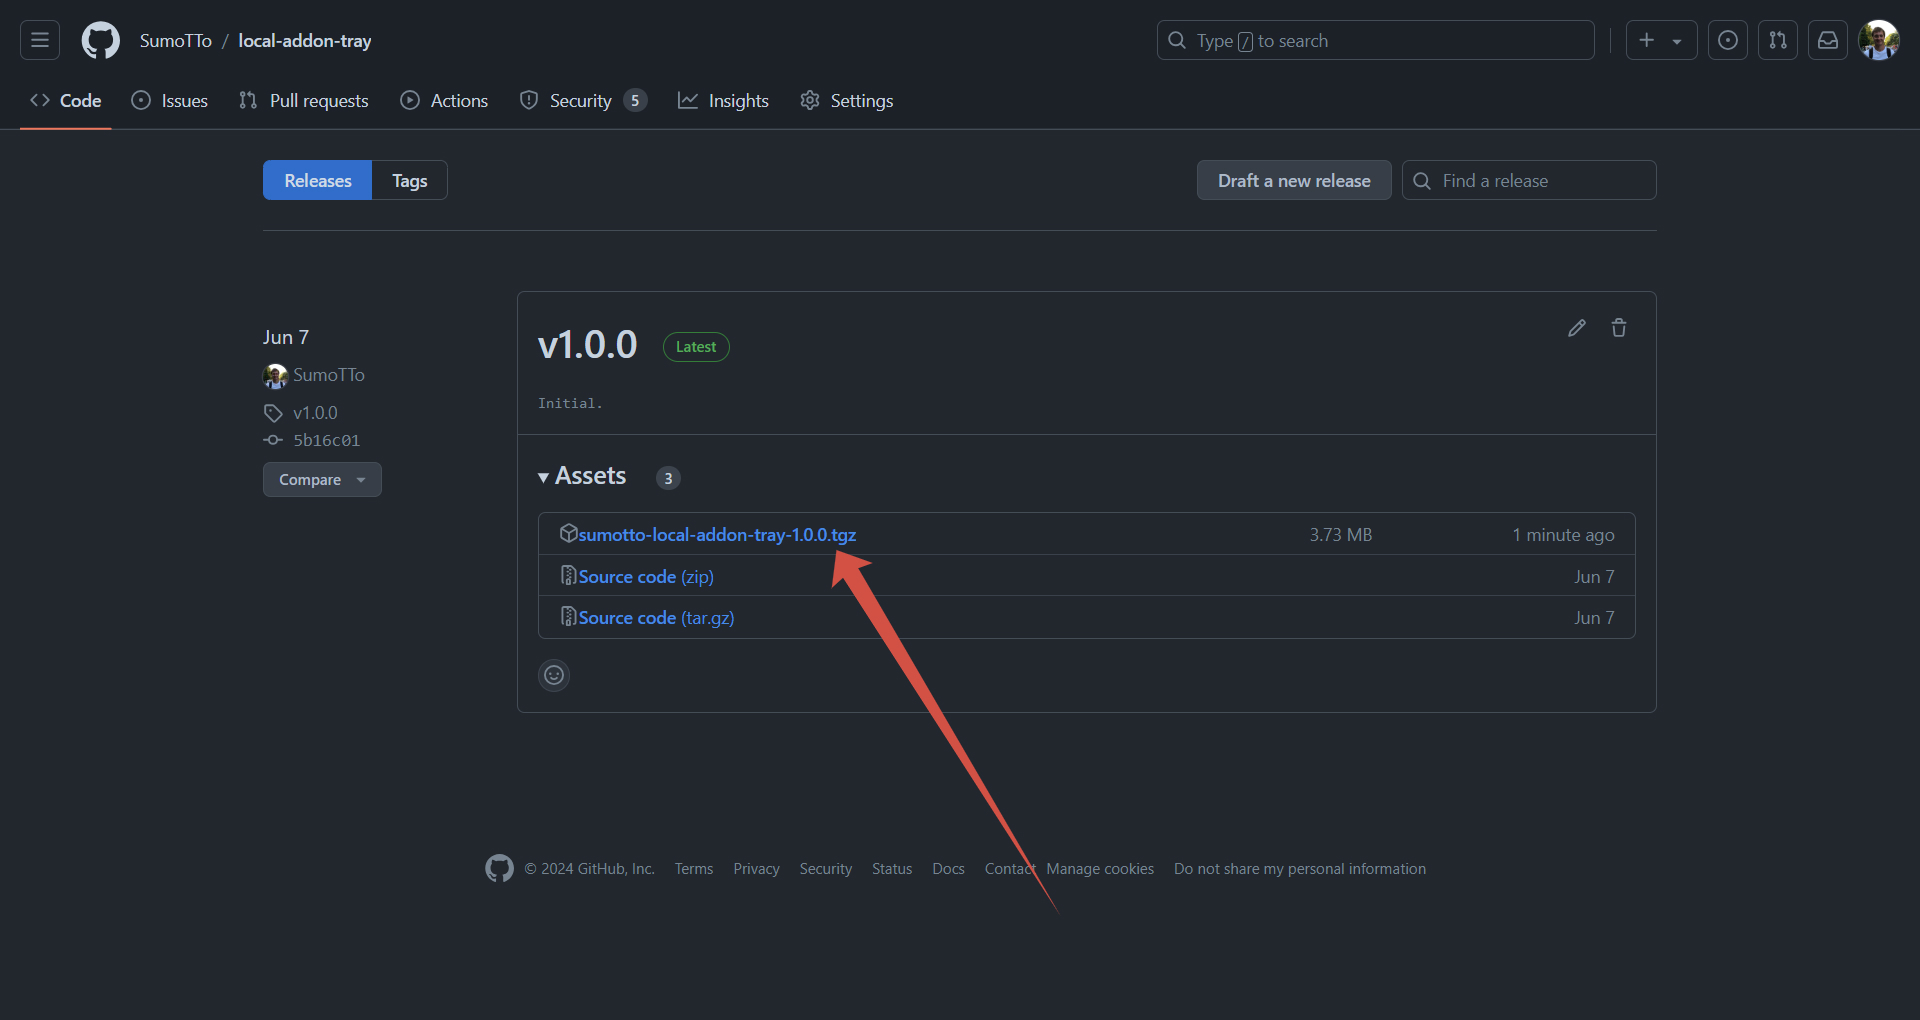 SumoTTo / local-addon-tray
Type / to search
Code
Issues
Pull requests
Actions
Security 5
Insights
Settings
Releases
Tags
Draft a new release
Find a release
Jun 7
SumoTTo
v1.0.0
5b16c01
Compare
v1.0.0 Latest
Initial.
Assets 3
sumotto-local-addon-tray-1.0.0.tgz 3.73 MB 1 minute ago
Source code (zip) Jun 7
Source code (tar.gz) Jun 7
© 2024 GitHub, Inc. Terms Privacy Security Status Docs Contact Manage cookies Do not share my personal information